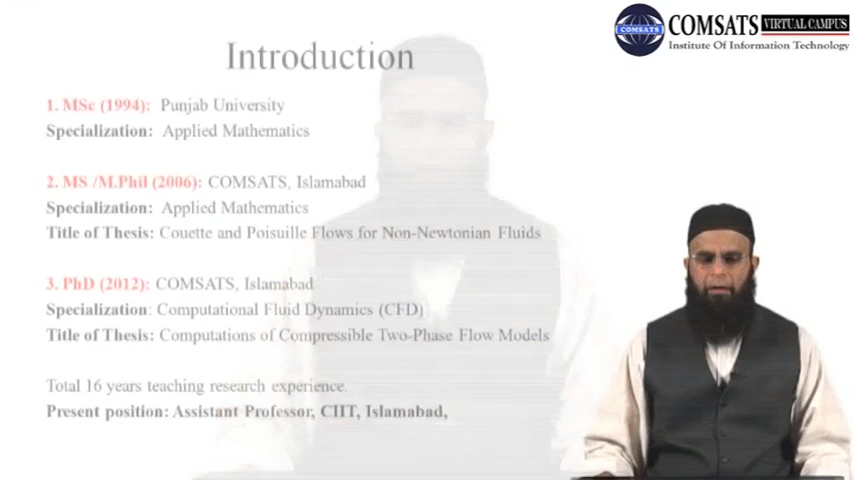 COMSATS VIRTUAL CAMPUS
COMSATS
Institute Of Information Technology
Introduction
1. MSc (1994): Punjab University
Specialization: Applied Mathematics
2. MS /M.Phil (2006): COMSATS, Islamabad
Specialization: Applied Mathematics
Title of Thesis: Couette and Poisuille Flows for Non-Newtonian Fluids
3. PhD (2012): COMSATS, Islamabad
Specialization: Computational Fluid Dynamics (CFD)
Title of Thesis: Computations of Compressible Two-Phase Flow Models
Total 16 years teaching research experience.
Present position: Assistant Professor, CIIT, Islamabad,